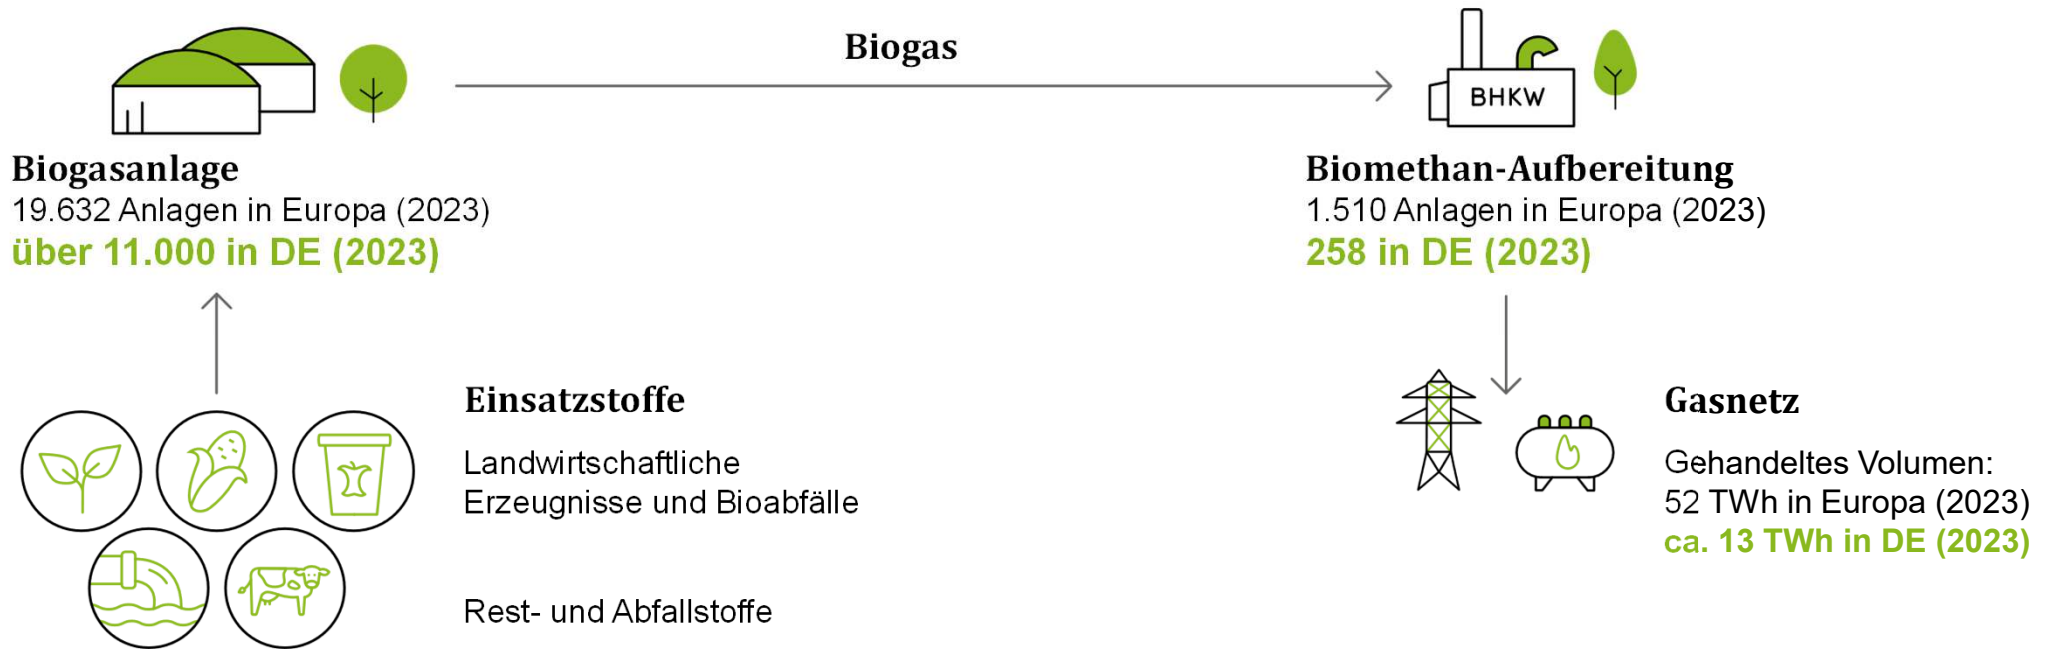 Biogas
BHKW
Biogasanlage
19.632 Anlagen in Europa (2023)
über 11.000 in DE (2023)
Biomethan-Aufbereitung
1.510 Anlagen in Europa (2023)
258 in DE (2023)
Einsatzstoffe
Landwirtschaftliche
Erzeugnisse und Bioabfälle
Rest- und Abfallstoffe
Gasnetz
Gehandeltes Volumen:
52 TWh in Europa (2023)
ca. 13 TWh in DE (2023)